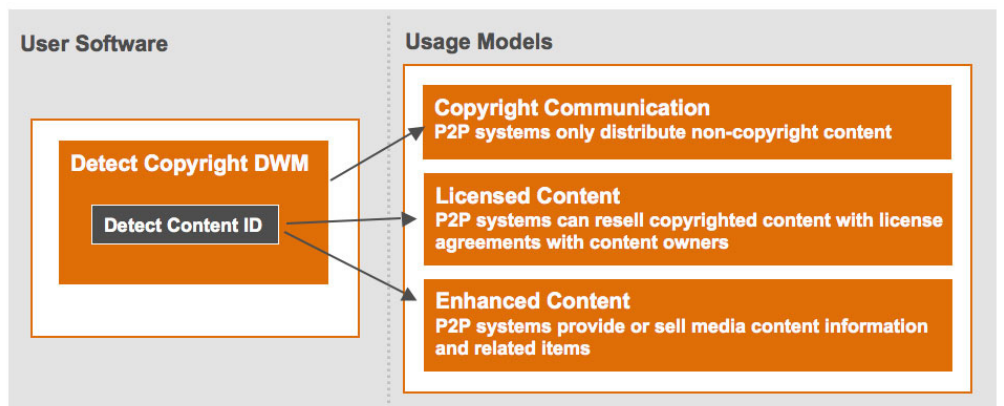 User Software
Detect Copyright DWM
Detect Content ID
Usage Models
Copyright Communication
P2P systems only distribute non-copyright content
Licensed Content
P2P systems can resell copyrighted content with license
agreements with content owners
Enhanced Content
P2P systems provide or sell media content information
and related items